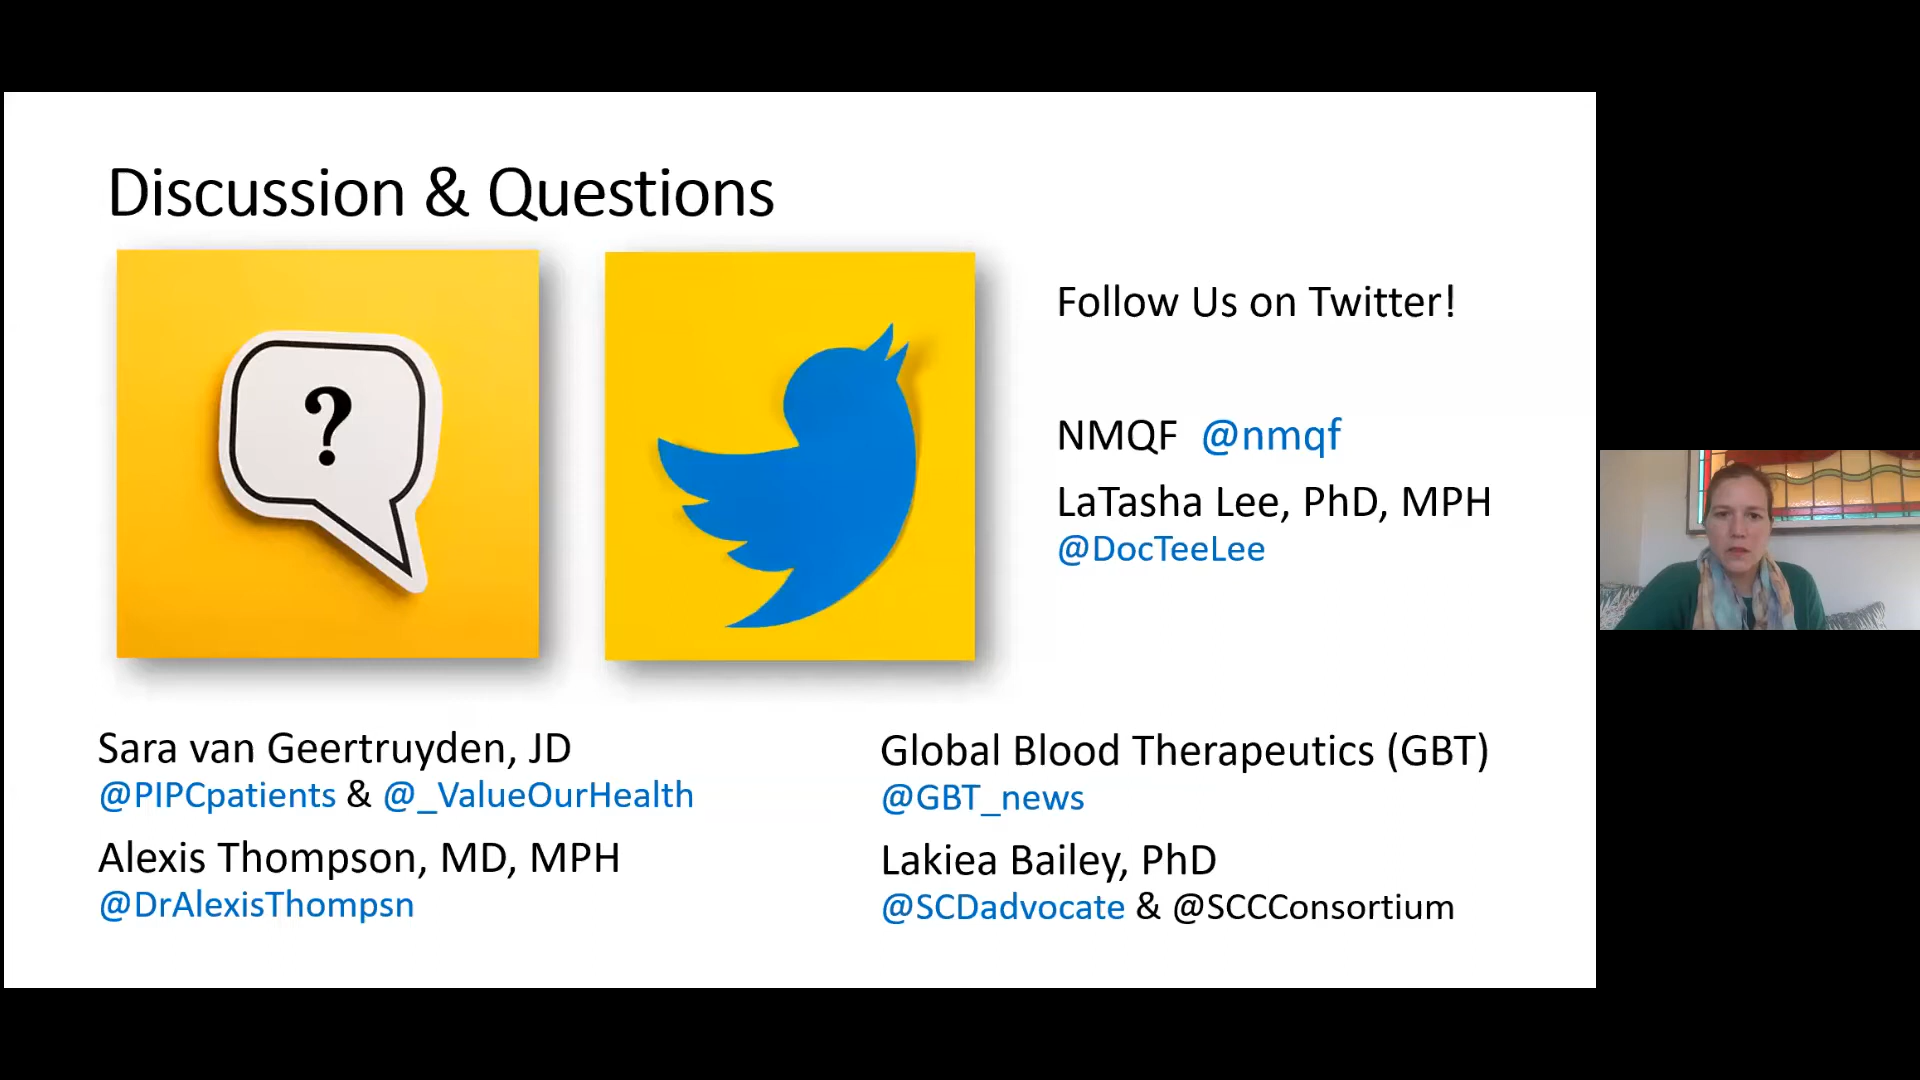 Discussion & Questions
?
Follow Us on Twitter!
NMQF @nmqf
LaTasha Lee, PhD, MPH
@DocTeeLee
Sara van Geertruyden, JD
@PIPCpatients & @_ValueOurHealth
Alexis Thompson, MD, MPH
@DrAlexisThompsn
Global Blood Therapeutics (GBT)
@GBT_news
Lakiea Bailey, PhD
@SCDadvocate & @SCCConsortium